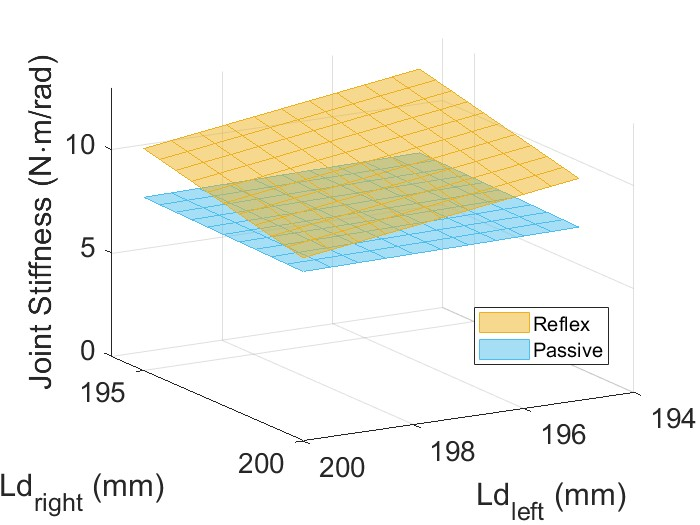 Joint Stiffness (N·m/rad)
10
5
0
195
200
200
198
196
194
Ld_right (mm)
Ld_left (mm)
Reflex
Passive